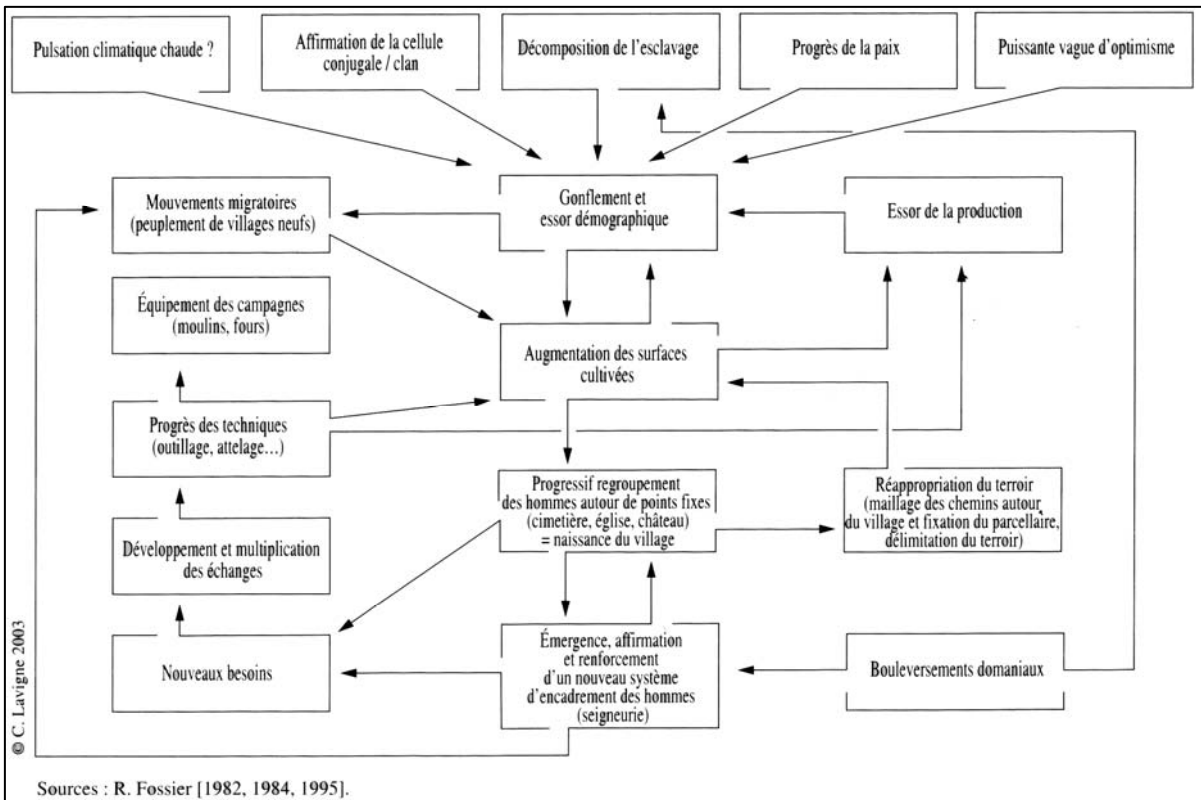 Pulsation climatique chaude ?
Affirmation de la cellule
conjugale / clan
Décomposition de l'esclavage
Progrès de la paix
Puissante vague d'optimisme
Mouvements migratoires
(peuplement de villages neufs)
Gonflement et
essor démographique
Essor de la production
Équipement des campagnes
(moulins, fours)
Augmentation des surfaces
cultivées
Progrès des techniques
(outillage, attelage...)
Progressif regroupement
des hommes autour de points fixes
(cimetière, église, château)
= naissance du village
Réappropriation du terroir
(maillage des chemins autour
du village et fixation du parcellaire,
délimitation du terroir)
Développement et multiplication
des échanges
Nouveaux besoins
Émergence, affirmation
et renforcement
d'un nouveau système
d'encadrement des hommes
(seigneurie)
Bouleversements domaniaux
© C. Lavigne 2003
Sources : R. Fossier [1982, 1984, 1995].